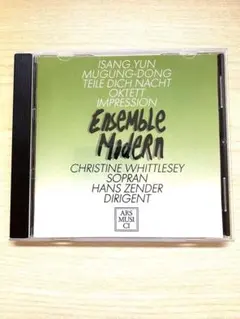 ISANG YUN
MUGUNG-DONG
TEILE DICH NACHT
OKTETT
IMPRESSION
Ensemble
Modern
CHRISTINE WHITTLESEY
SOPRAN
HANS ZENDER
DIRIGENT
ARS
MUSI
CI